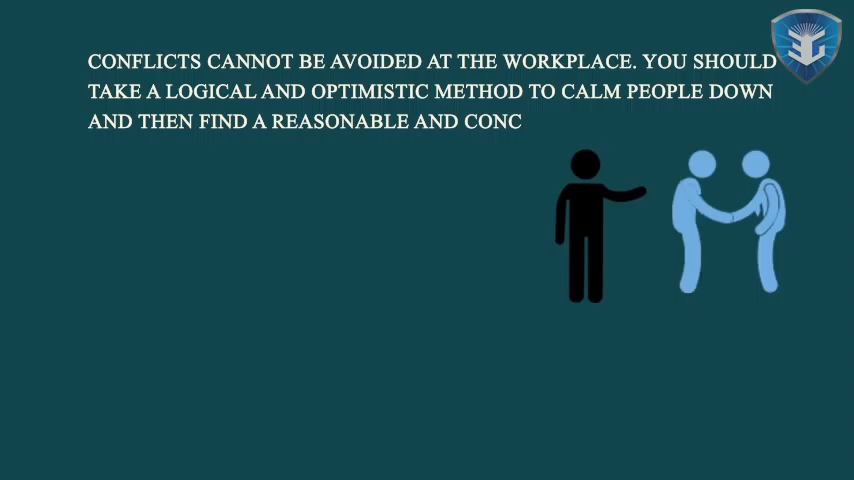 CONFLICTS CANNOT BE AVOIDED AT THE WORKPLACE. YOU SHOULD
TAKE A LOGICAL AND OPTIMISTIC METHOD TO CALM PEOPLE DOWN
AND THEN FIND A REASONABLE AND CONC